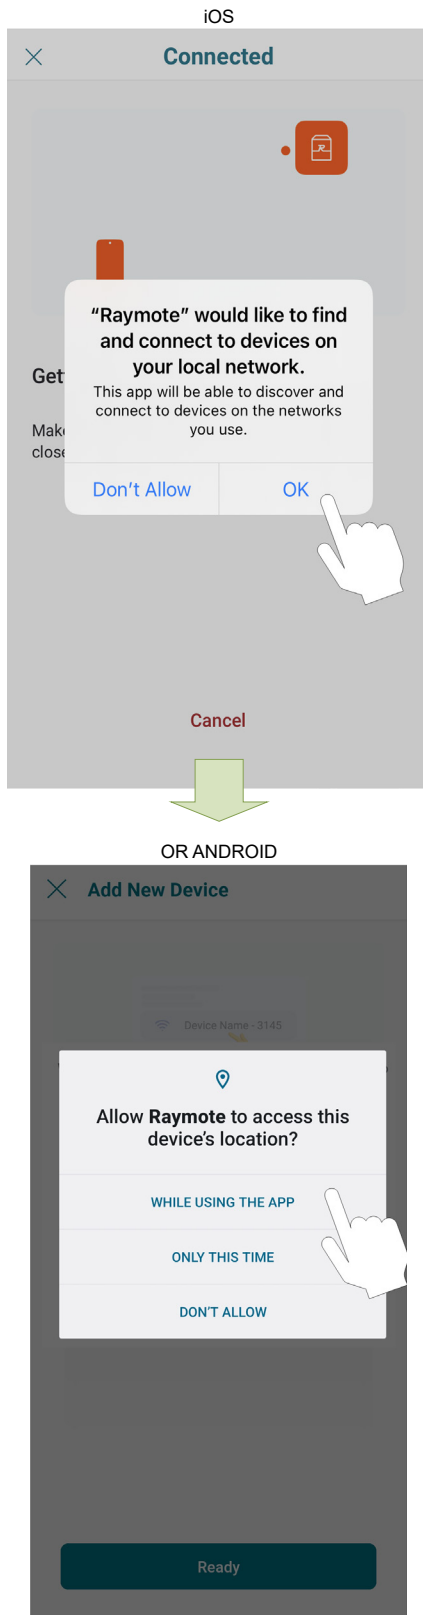 iOS
Connected
“Raymote” would like to find
and connect to devices on
your local network.
This app will be able to discover and
connect to devices on the networks
you use.
Get
Mak
close
Don’t Allow
OK
Cancel
OR ANDROID
Add New Device
Device Name - 3145
Allow Raymote to access this
device’s location?
WHILE USING THE APP
ONLY THIS TIME
DON’T ALLOW
Ready